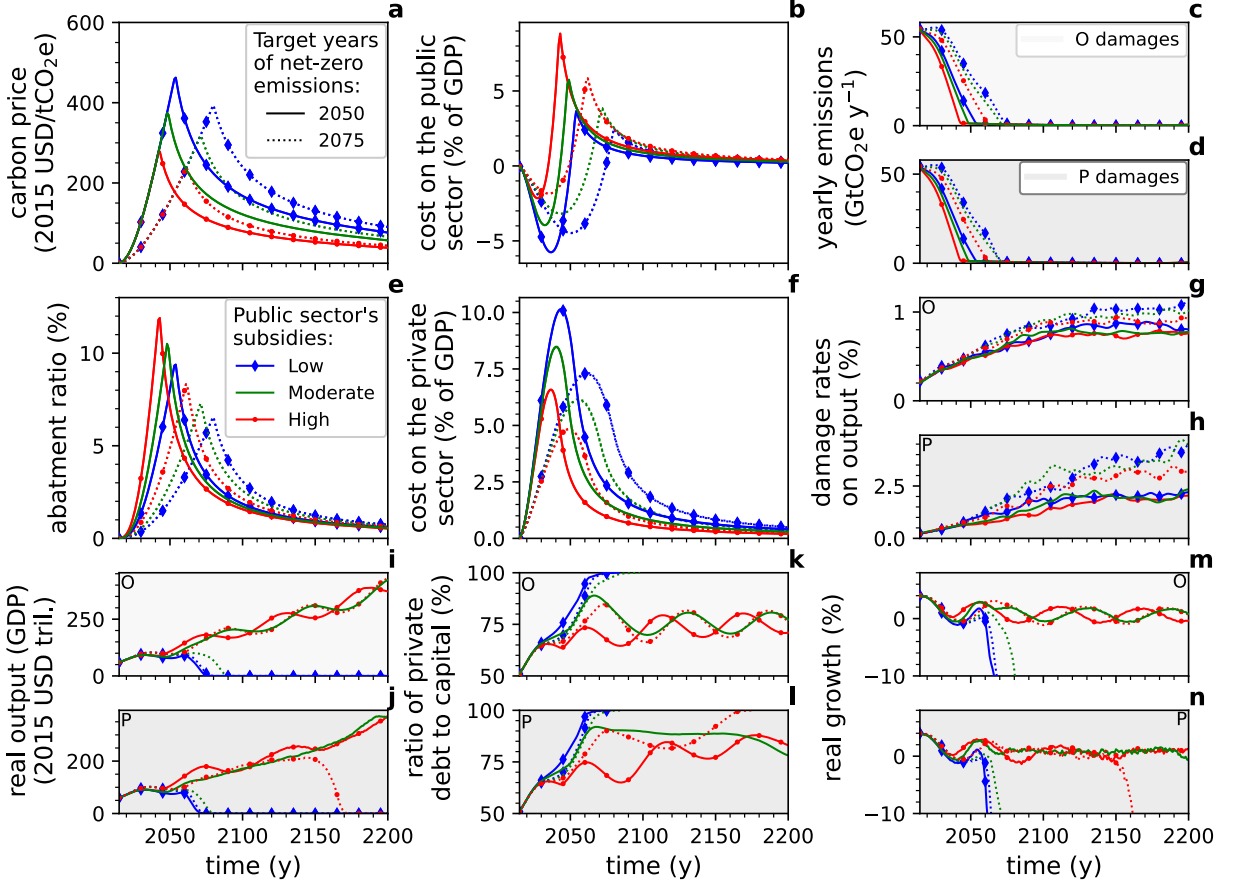 a
carbon price
(2015 USD/tCO₂e)
600
400
200
0
Target years
of net-zero
emissions:
2050
2075
b
cost on the public
sector (% of GDP)
5
0
−5
c
50
0
O damages
yearly emissions
(GtCO₂e y⁻¹)
d
50
0
P damages
e
abatment ratio (%)
10
5
0
Public sector's
subsidies:
Low
Moderate
High
f
cost on the private
sector (% of GDP)
10.0
7.5
5.0
2.5
0.0
g
O
1
0
damage rates
on output (%)
h
P
2.5
0.0
i
O
250
0
real output (GDP)
(2015 USD tril.)
j
P
200
0
2050
2100
2150
2200
time (y)
k
O
100
75
50
ratio of private
debt to capital (%)
l
P
100
75
50
2050
2100
2150
2200
time (y)
m
O
0
−10
real growth (%)
n
P
0
−10
2050
2100
2150
2200
time (y)